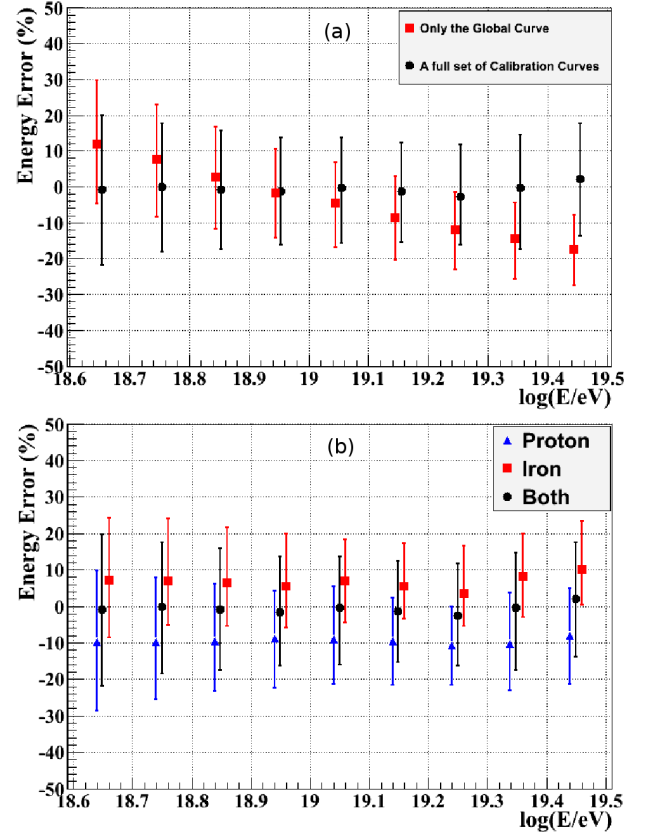 (a)
Only the Global Curve
A full set of Calibration Curves
Energy Error (%)
50
40
30
20
10
0
-10
-20
-30
-40
-50
18.6 18.7 18.8 18.9 19 19.1 19.2 19.3 19.4 19.5
log(E/eV)
(b)
Proton
Iron
Both
Energy Error (%)
50
40
30
20
10
0
-10
-20
-30
-40
-50
18.6 18.7 18.8 18.9 19 19.1 19.2 19.3 19.4 19.5
log(E/eV)